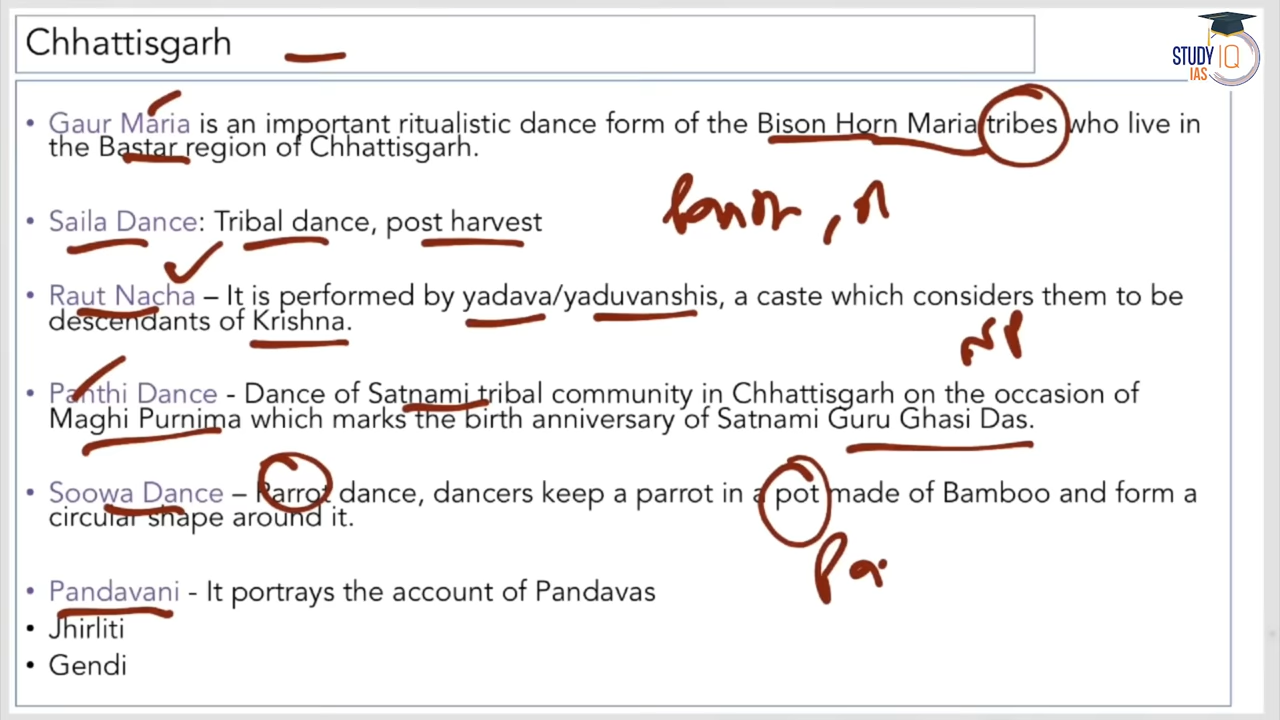 Chhattisgarh
STUDY IQ
IAS
• Gaur Maria is an important ritualistic dance form of the Bison Horn Maria tribes who live in
the Bastar region of Chhattisgarh.
• Saila Dance: Tribal dance, post harvest
• Raut Nacha – It is performed by yadava/yaduvanshis, a caste which considers them to be
descendants of Krishna.
NP
• Panthi Dance - Dance of Satnami tribal community in Chhattisgarh on the occasion of
Maghi Purnima which marks the birth anniversary of Satnami Guru Ghasi Das.
• Soowa Dance – Parrot dance, dancers keep a parrot in a pot made of Bamboo and form a
circular shape around it.
• Pandavani - It portrays the account of Pandavas
• Jhirliti
• Gendi